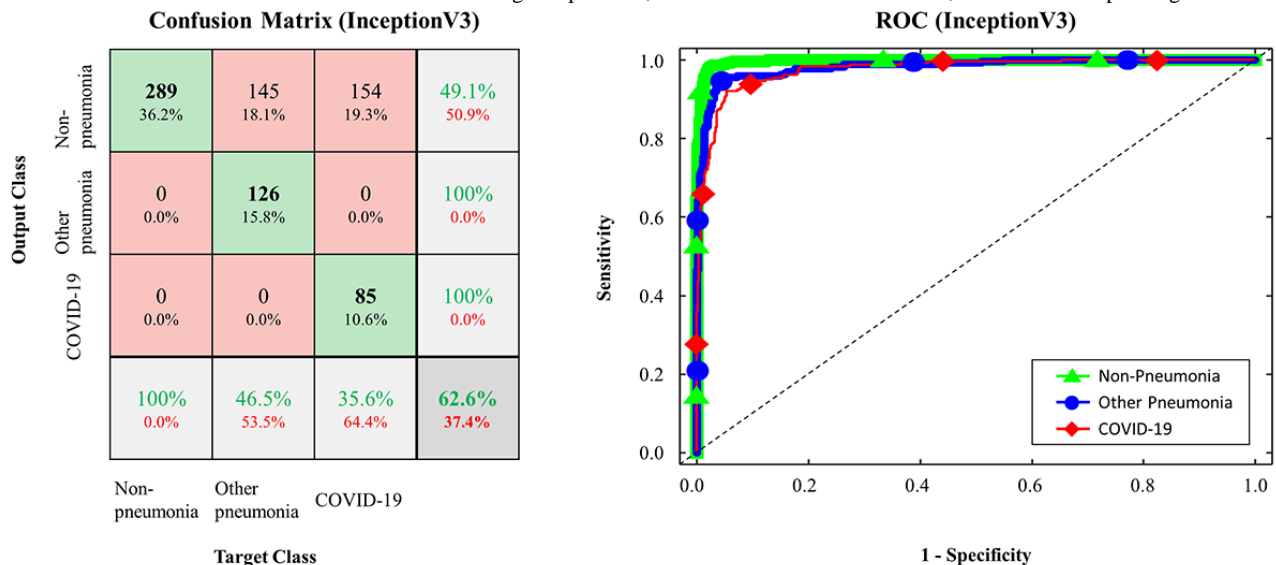 Confusion Matrix (InceptionV3)
Output Class
Non-
pneumonia
289 145 154 49.1%
36.2% 18.1% 19.3% 50.9%
Other
pneumonia
0 126 0 100%
0.0% 15.8% 0.0% 0.0%
COVID-19
0 0 85 100%
0.0% 0.0% 10.6% 0.0%
100% 46.5% 35.6% 62.6%
0.0% 53.5% 64.4% 37.4%
Non-
pneumonia
Other
pneumonia
COVID-19
Target Class
ROC (InceptionV3)
Sensitivity
1.0
0.8
0.6
0.4
0.2
0.0
Non-Pneumonia
Other Pneumonia
COVID-19
0.0 0.2 0.4 0.6 0.8 1.0
1 - Specificity